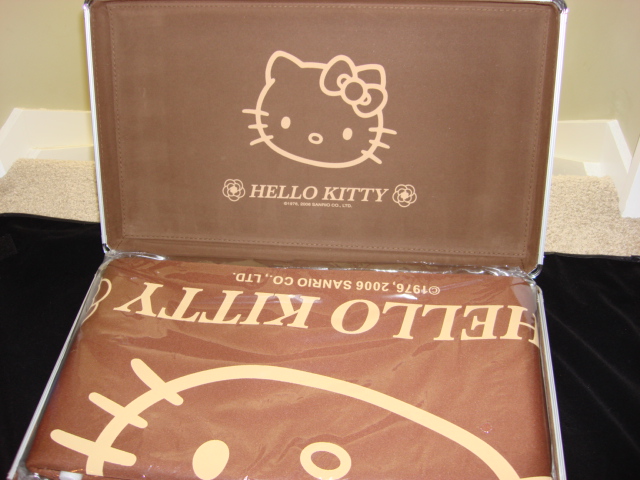 HELLO KITTY
©1976, 2006 SANRIO CO., LTD.
©1976, 2006 SANRIO CO., LTD.
HELLO KITTY